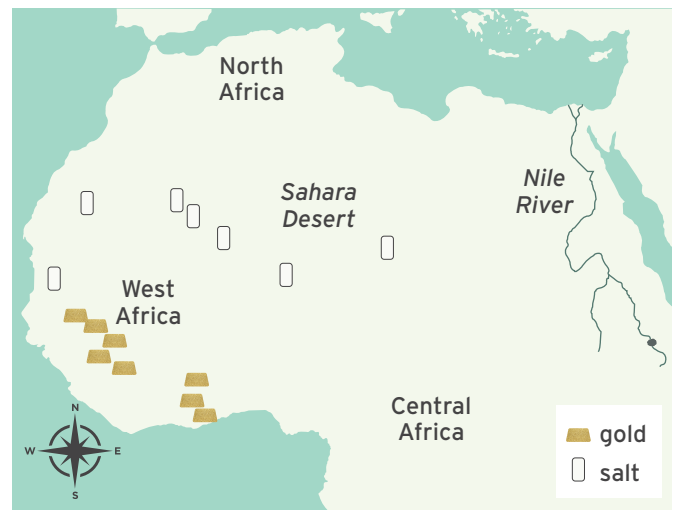 North
Africa
Sahara
Desert
Nile
River
West
Africa
Central
Africa
N
W
E
S
gold
salt